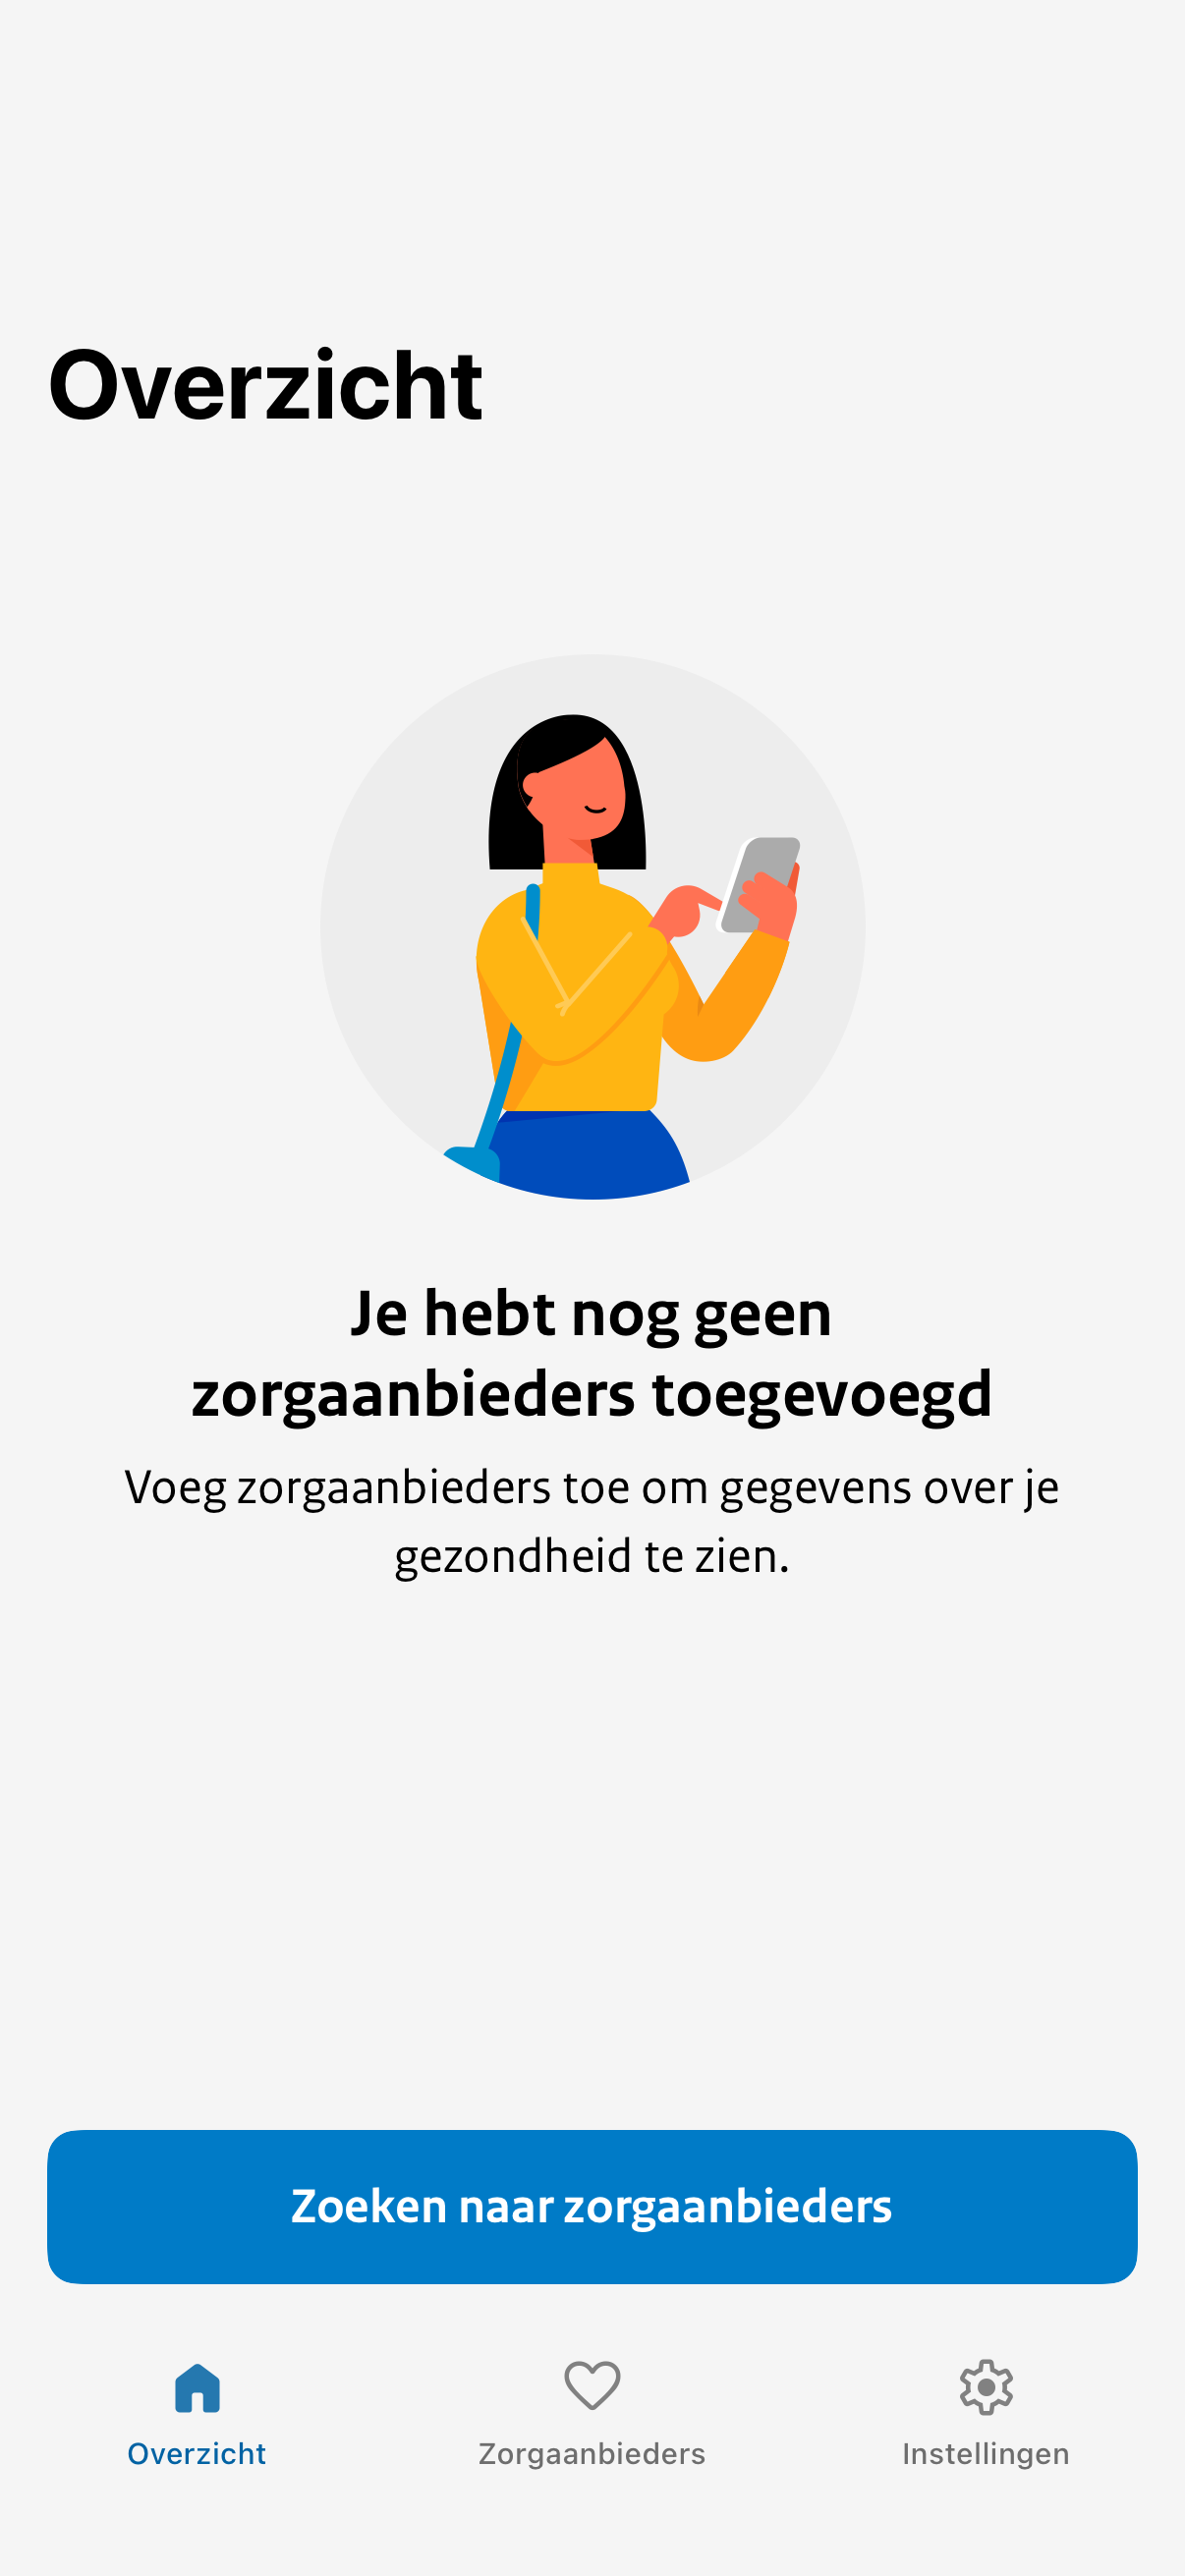 Overzicht
Je hebt nog geen
zorgaanbieders toegevoegd
Voeg zorgaanbieders toe om gegevens over je
gezondheid te zien.
Zoeken naar zorgaanbieders
Overzicht
Zorgaanbieders
Instellingen